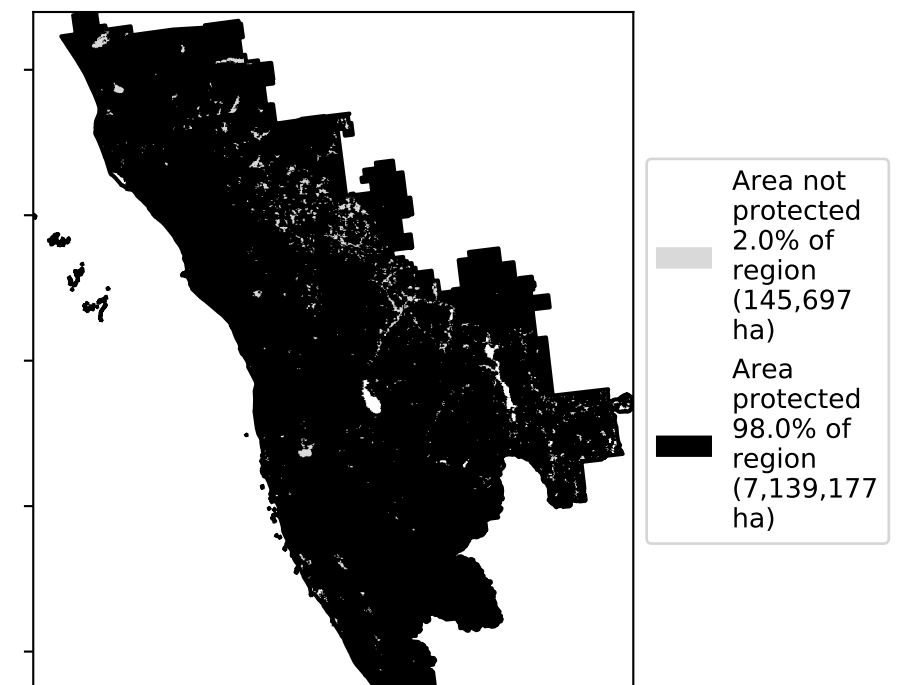 Area not
protected
2.0% of
region
(145,697
ha)
Area
protected
98.0% of
region
(7,139,177
ha)